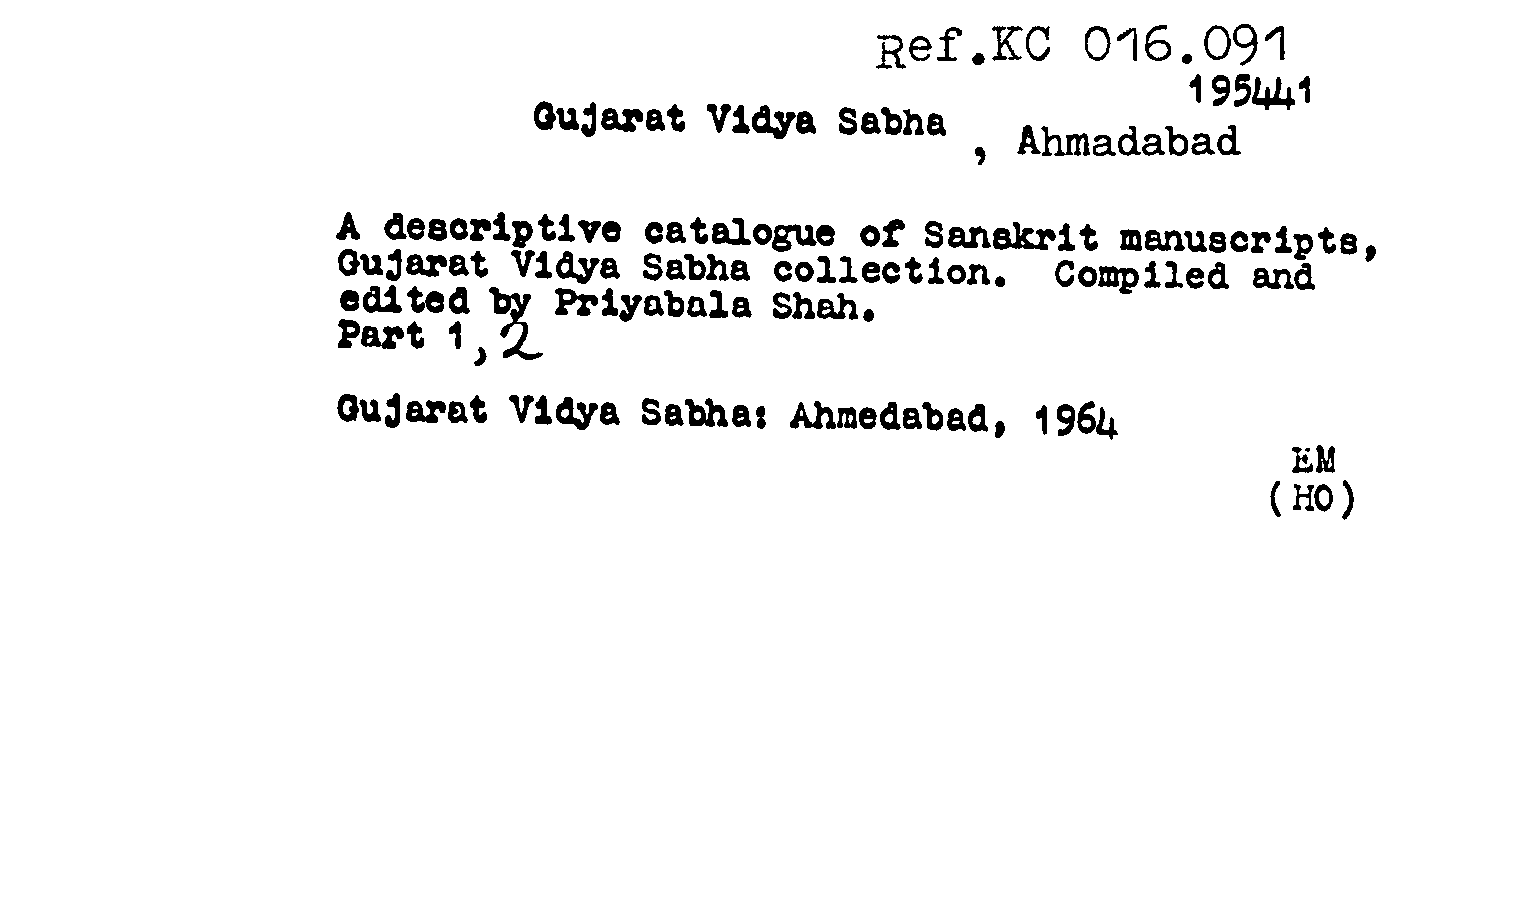 Ref.KC 016.091
195441
Gujarat Vidya Sabha , Ahmadabad
A descriptive catalogue of Sanskrit manuscripts,
Gujarat Vidya Sabha collection. Compiled and
edited by Priyabala Shah.
Part 1, 2
Gujarat Vidya Sabha: Ahmedabad, 1964
EM
(HO)